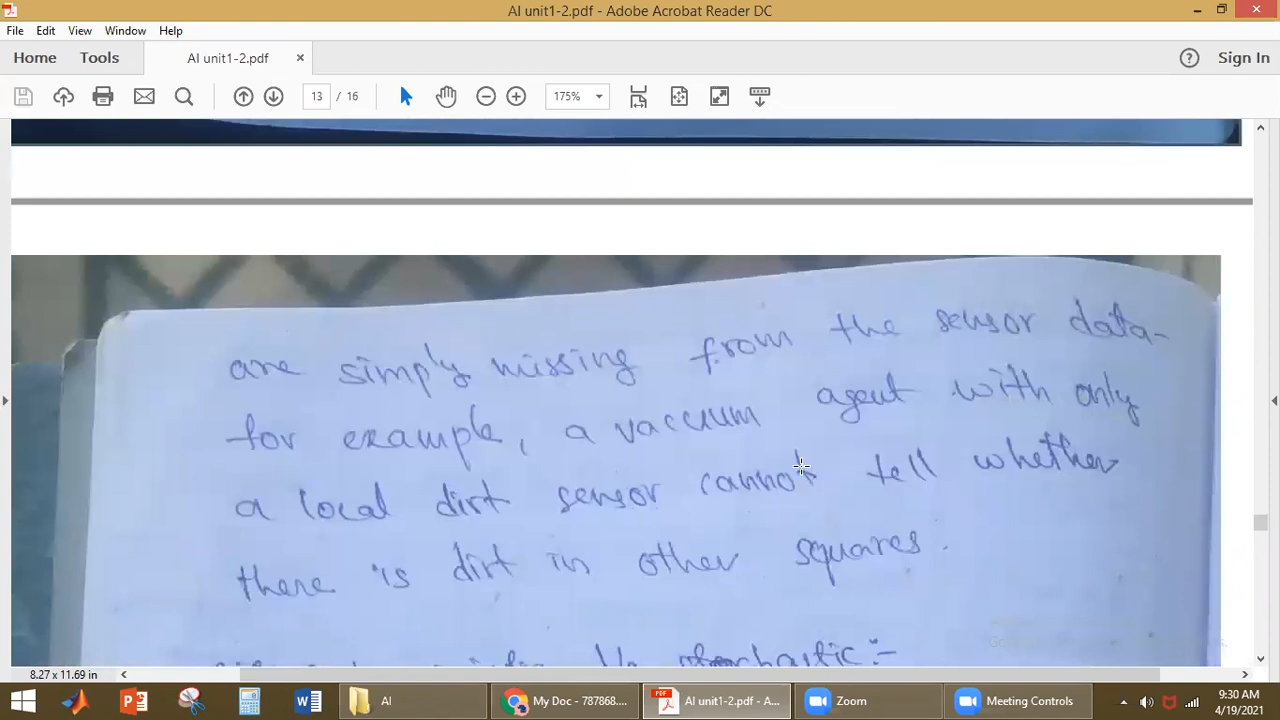 AI unit1-2.pdf - Adobe Acrobat Reader DC
File Edit View Window Help
Home Tools AI unit1-2.pdf × Sign In
13 / 16 175%
are simply missing from the sensor data-
for example, a vacuum agent with only
a local dirt sensor cannot tell whether
there is dirt in other squares.
stochastic:-
8.27 x 11.69 in
AI My Doc - 787868.... AI unit1-2.pdf - A... Zoom Meeting Controls 9:30 AM
4/19/2021